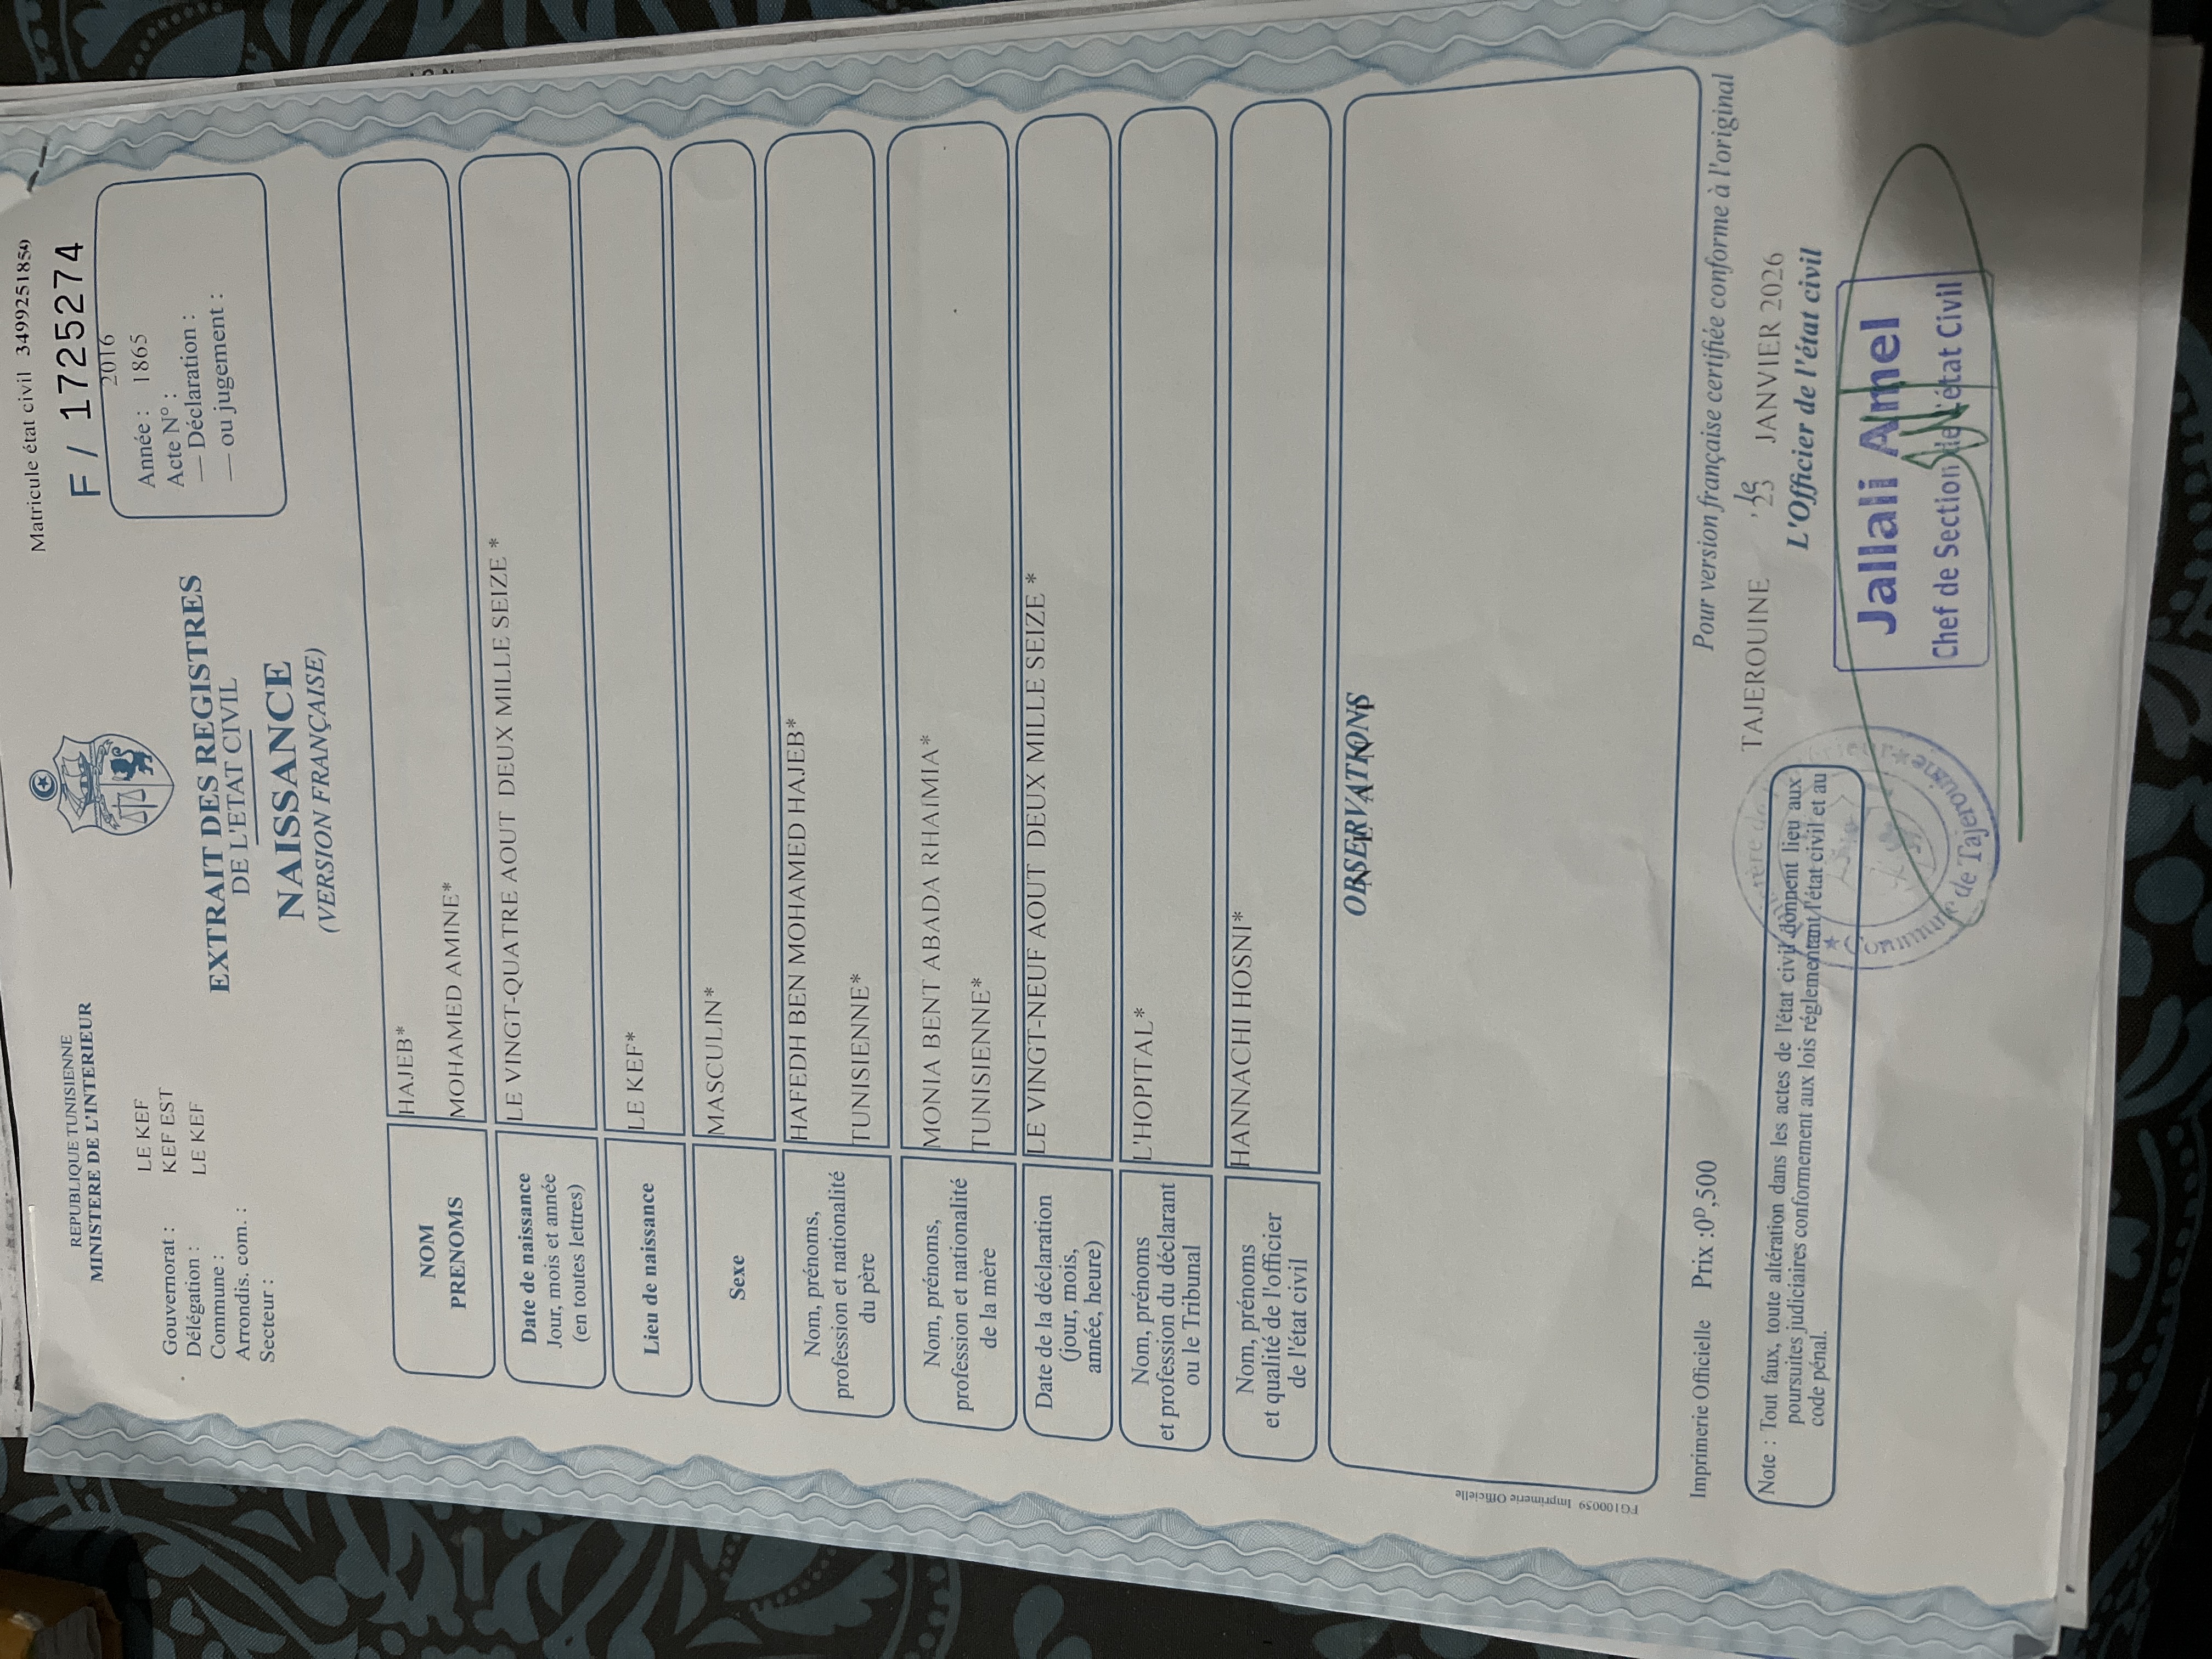 Matricule état civil 3499251859
F / 1725274
REPUBLIQUE TUNISIENNE
MINISTERE DE L'INTERIEUR
Gouvernorat : LE KEF
Délégation : KEF EST
Commune : LE KEF
Arrondis. com. :
Secteur :
2016
Année : 1865
Acte N° :
— Déclaration :
— ou jugement :
EXTRAIT DES REGISTRES
DE L'ETAT CIVIL
NAISSANCE
(VERSION FRANÇAISE)
NOM HAJEB*
PRENOMS MOHAMED AMINE*
Date de naissance LE VINGT-QUATRE AOUT DEUX MILLE SEIZE *
Jour, mois et année
(en toutes lettres)
Lieu de naissance LE KEF*
Sexe MASCULIN*
Nom, prénoms, HAFEDH BEN MOHAMED HAJEB*
profession et nationalité
du père TUNISIENNE*
Nom, prénoms, MONIA BENT ABADA RHAIMIA*
profession et nationalité
de la mère TUNISIENNE*
Date de la déclaration LE VINGT-NEUF AOUT DEUX MILLE SEIZE *
(jour, mois,
année, heure)
Nom, prénoms L'HOPITAL*
et profession du déclarant
ou le Tribunal
Nom, prénoms HANNACHI HOSNI*
et qualité de l'officier
de l'état civil
OBSERVATIONS
FG100059 Imprimerie Officielle
Imprimerie Officielle Prix :0D,500
Pour version française certifiée conforme à l'original
TAJEROUINE , le 23 JANVIER 2026
L'Officier de l'état civil
Note : Tout faux, toute altération dans les actes de l'état civil donnent lieu aux
poursuites judiciaires conformement aux lois réglementant l'état civil et au
code pénal.
Commune de Tajerouine
Jallali Amel
Chef de Section de l'état Civil